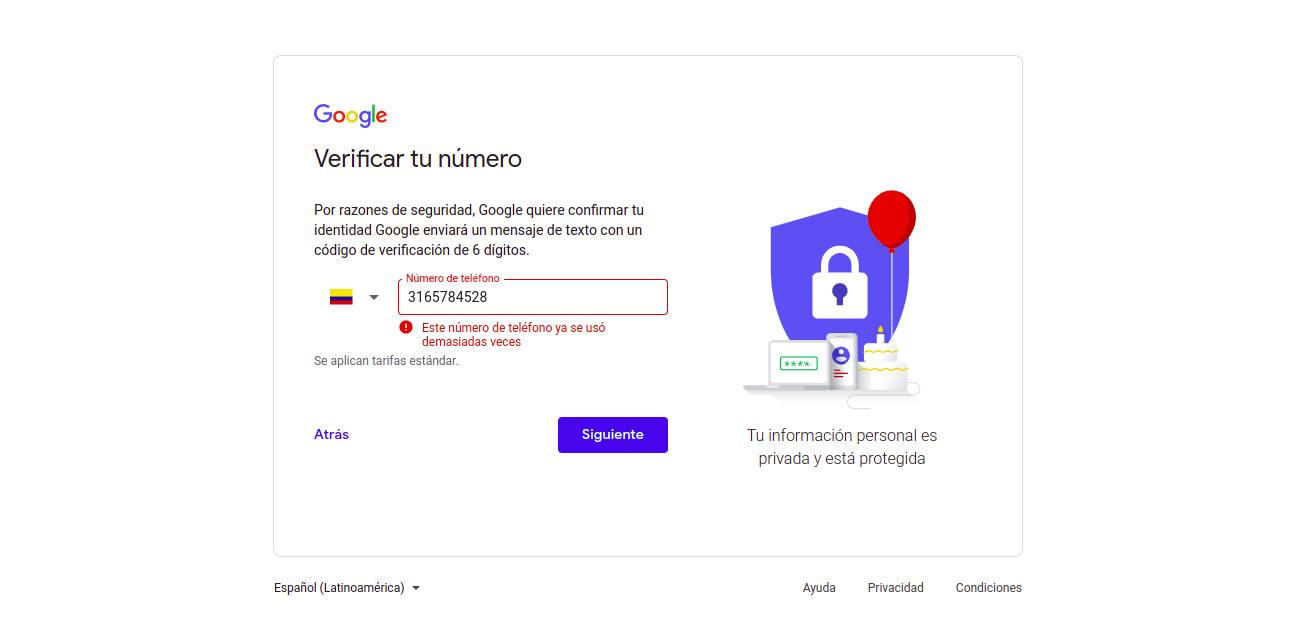 Google
Verificar tu número
Por razones de seguridad, Google quiere confirmar tu
identidad Google enviará un mensaje de texto con un
código de verificación de 6 dígitos.
Número de teléfono
3165784528
Este número de teléfono ya se usó
demasiadas veces
Se aplican tarifas estándar.
Atrás
Siguiente
****
Tu información personal es
privada y está protegida
Español (Latinoamérica)
Ayuda
Privacidad
Condiciones